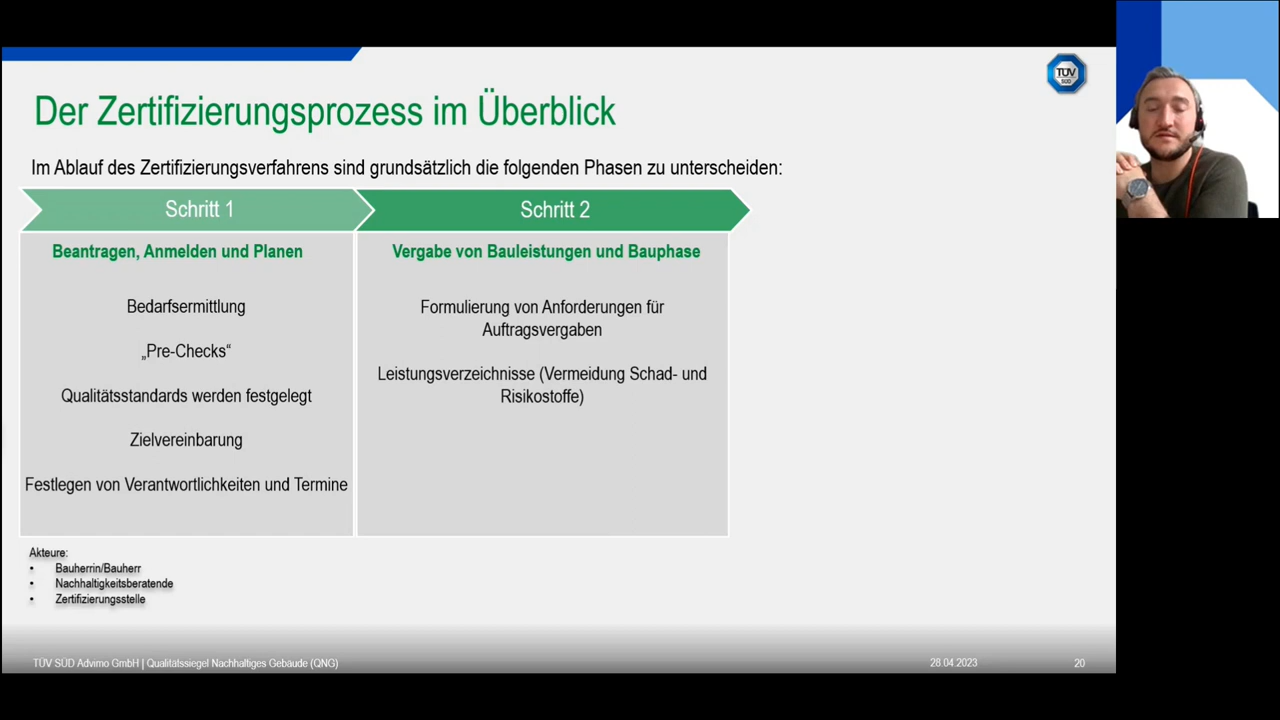 TÜV
SÜD
Der Zertifizierungsprozess im Überblick
Im Ablauf des Zertifizierungsverfahrens sind grundsätzlich die folgenden Phasen zu unterscheiden:
Schritt 1
Beantragen, Anmelden und Planen
Bedarfsermittlung
„Pre-Checks“
Qualitätsstandards werden festgelegt
Zielvereinbarung
Festlegen von Verantwortlichkeiten und Termine
Schritt 2
Vergabe von Bauleistungen und Bauphase
Formulierung von Anforderungen für
Auftragsvergaben
Leistungsverzeichnisse (Vermeidung Schad- und
Risikostoffe)
Akteure:
• Bauherrin/Bauherr
• Nachhaltigkeitsberatende
• Zertifizierungsstelle
TÜV SÜD Advimo GmbH | Qualitätssiegel Nachhaltiges Gebäude (QNG)
28.04.2023
20